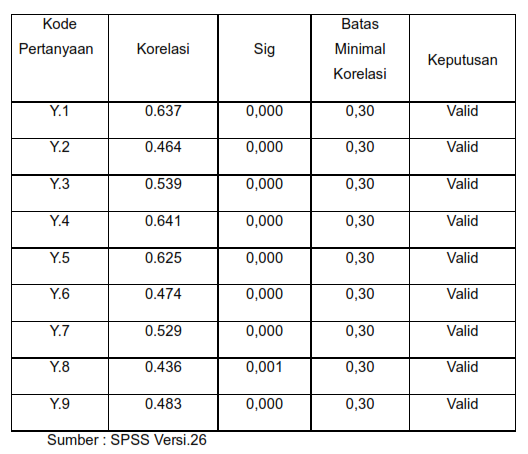 Kode Pertanyaan Korelasi Sig Batas Minimal Korelasi Keputusan
Y.1 0.637 0,000 0,30 Valid
Y.2 0.464 0,000 0,30 Valid
Y.3 0.539 0,000 0,30 Valid
Y.4 0.641 0,000 0,30 Valid
Y.5 0.625 0,000 0,30 Valid
Y.6 0.474 0,000 0,30 Valid
Y.7 0.529 0,000 0,30 Valid
Y.8 0.436 0,001 0,30 Valid
Y.9 0.483 0,000 0,30 Valid
Sumber : SPSS Versi.26